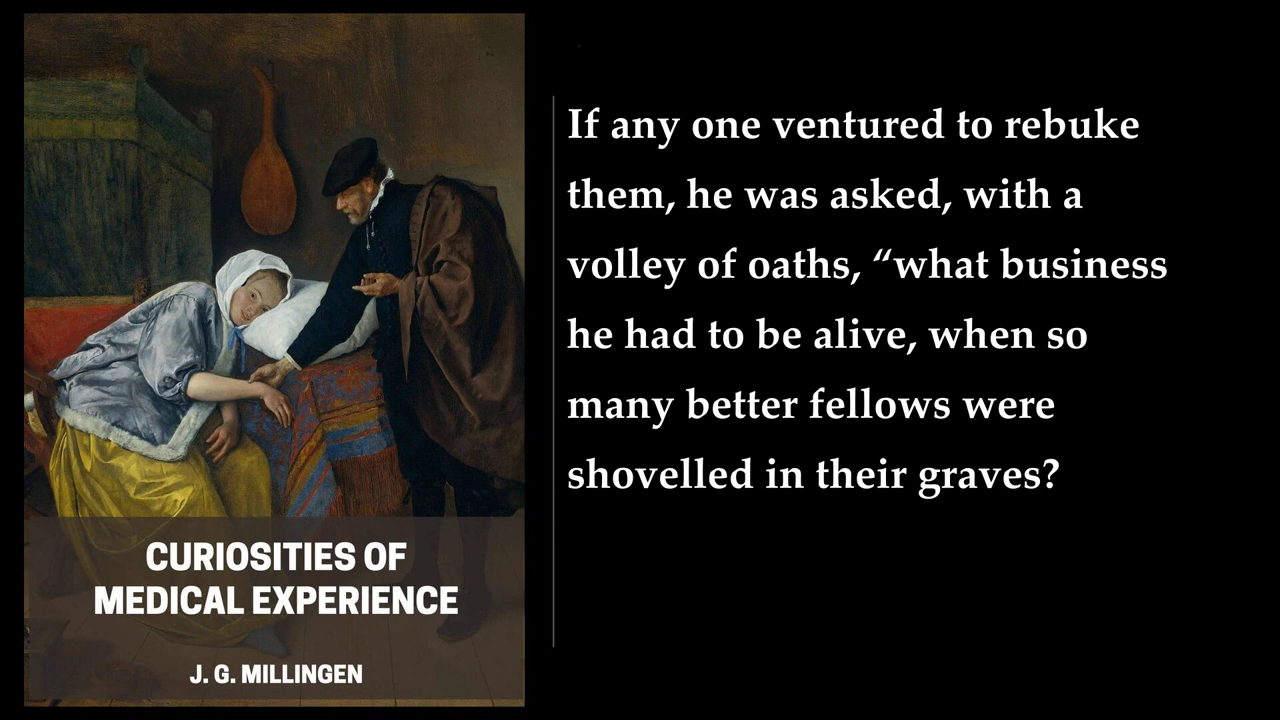 If any one ventured to rebuke
them, he was asked, with a
volley of oaths, “what business
he had to be alive, when so
many better fellows were
shovelled in their graves?
CURIOSITIES OF
MEDICAL EXPERIENCE
J. G. MILLINGEN